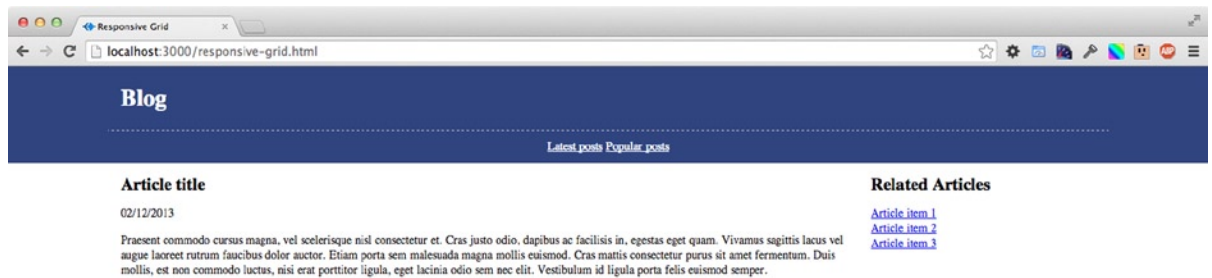 Responsive Grid
localhost:3000/responsive-grid.html
Blog
Latest posts Popular posts
Article title
02/12/2013
Praesent commodo cursus magna, vel scelerisque nisl consectetur et. Cras justo odio, dapibus ac facilisis in, egestas eget quam. Vivamus sagittis lacus vel
augue laoreet rutrum faucibus dolor auctor. Etiam porta sem malesuada magna mollis euismod. Cras mattis consectetur purus sit amet fermentum. Duis
mollis, est non commodo luctus, nisi erat porttitor ligula, eget lacinia odio sem nec elit. Vestibulum id ligula porta felis euismod semper.
Related Articles
Article item 1
Article item 2
Article item 3